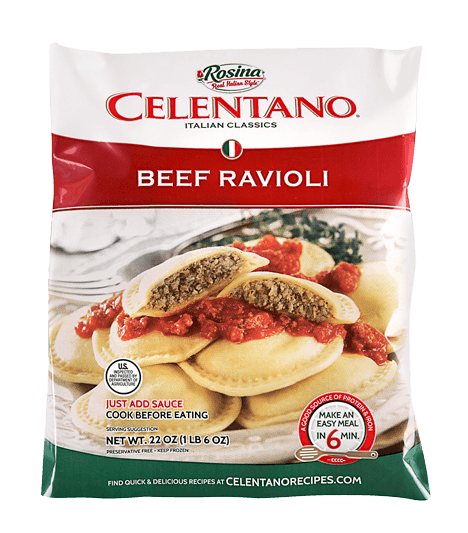 Rosina
Real Italian Style
CELENTANO®
ITALIAN CLASSICS
BEEF RAVIOLI
U.S.
INSPECTED
AND PASSED BY
DEPARTMENT OF
AGRICULTURE
JUST ADD SAUCE
COOK BEFORE EATING
SERVING SUGGESTION
NET WT. 22 OZ (1 LB 6 OZ)
PRESERVATIVE FREE • KEEP FROZEN
A GOOD SOURCE OF PROTEIN & IRON
MAKE AN
EASY MEAL
IN 6 MIN.
FIND QUICK & DELICIOUS RECIPES AT CELENTANORECIPES.COM